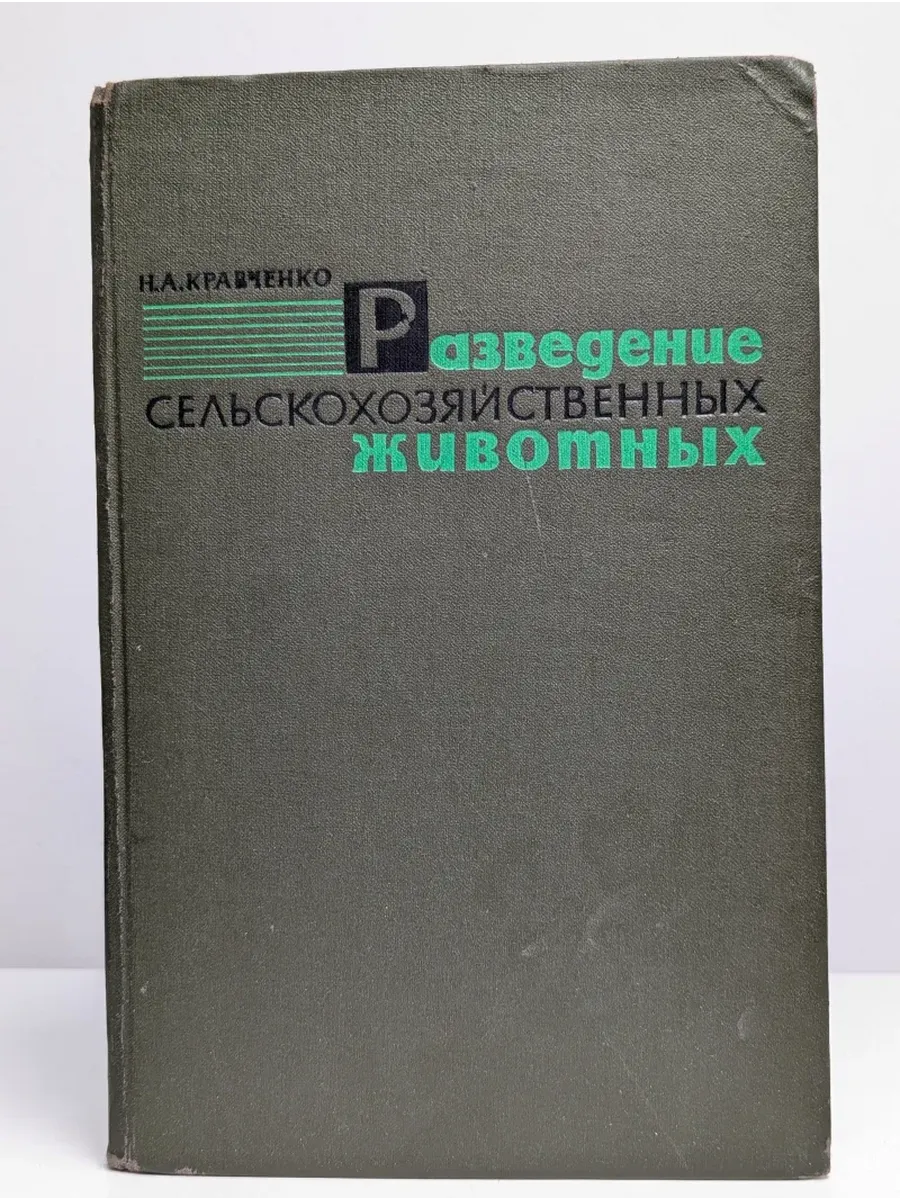 Н.А.КРАВЧЕНКО
Разведение
СЕЛЬСКОХОЗЯЙСТВЕННЫХ
животных